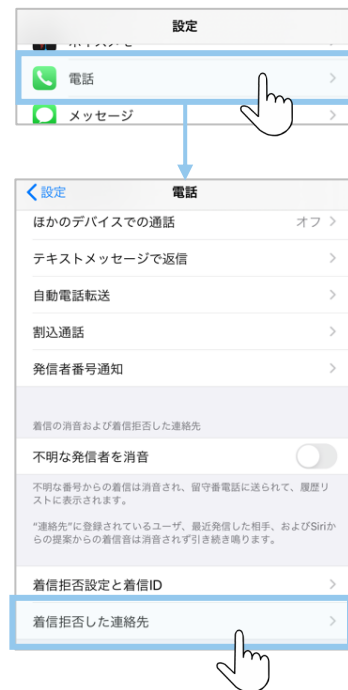 設定
電話
メッセージ
設定
電話
ほかのデバイスでの通話 オフ
テキストメッセージで返信
自動電話転送
割込通話
発信者番号通知
着信の消音および着信拒否した連絡先
不明な発信者を消音
不明な番号からの着信は消音され、留守番電話に送られて、履歴リ
ストに表示されます。
“連絡先”に登録されているユーザ、最近発信した相手、およびSiriか
らの提案からの着信音は消音されず引き続き鳴ります。
着信拒否設定と着信ID
着信拒否した連絡先